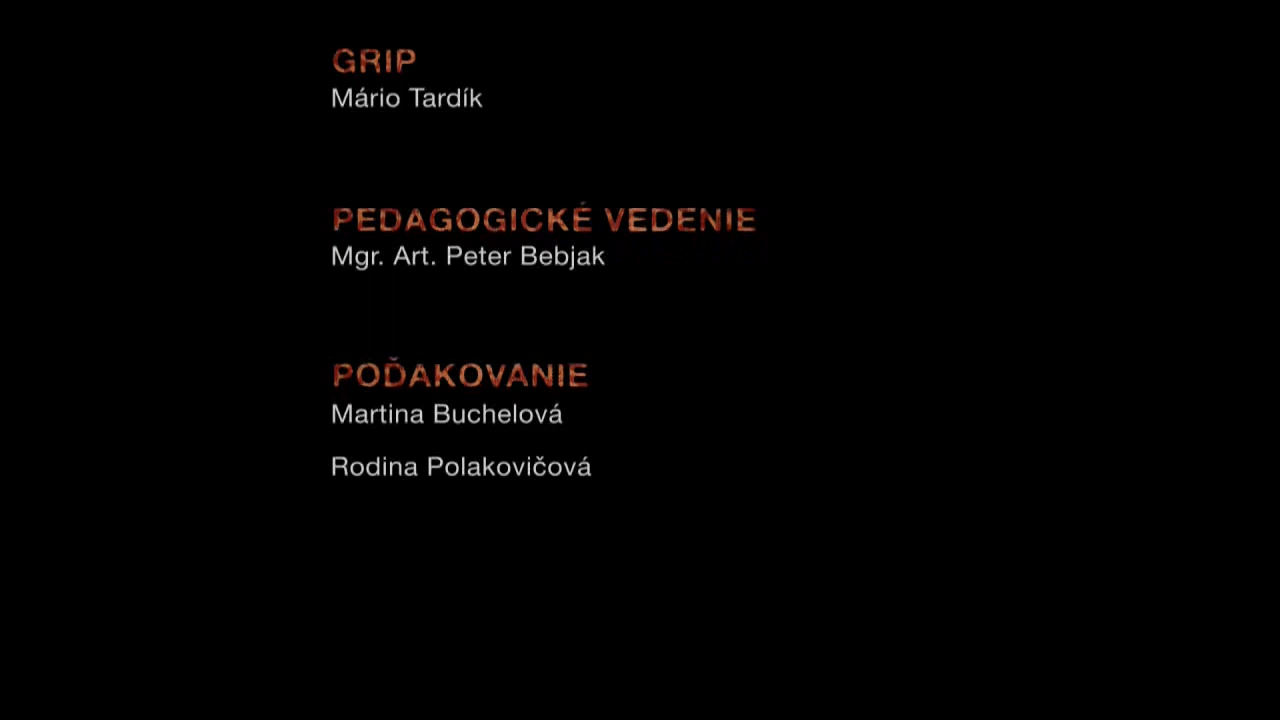 GRIP
Mário Tardík
PEDAGOGICKÉ VEDENIE
Mgr. Art. Peter Bebjak
POĎAKOVANIE
Martina Buchelová
Rodina Polakovičová